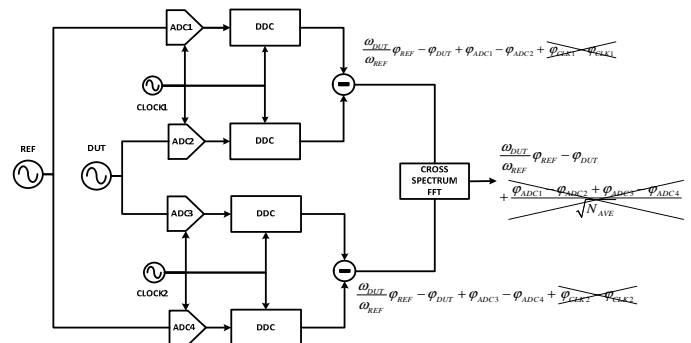 ADC1
DDC
CLOCK1
ADC2
DDC
REF
DUT
ADC3
DDC
CLOCK2
ADC4
DDC
CROSS
SPECTRUM
FFT
ω_DUT/ω_REF φ_REF − φ_DUT + φ_ADC1 − φ_ADC2 + φ_CLK1 − φ_CLK1
ω_DUT/ω_REF φ_REF − φ_DUT
+ (φ_ADC1 − φ_ADC2 + φ_ADC3 − φ_ADC4)/√N_AVE
ω_DUT/ω_REF φ_REF − φ_DUT + φ_ADC3 − φ_ADC4 + φ_CLK2 − φ_CLK2